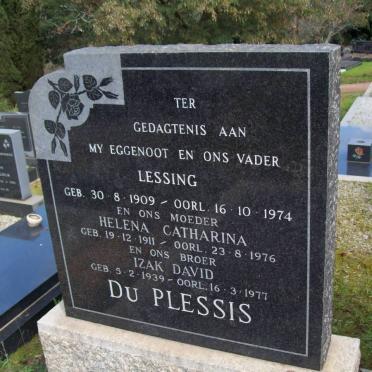 TER
GEDAGTENIS AAN
MY EGGENOOT EN ONS VADER
LESSING
GEB. 30-8-1909 - OORL. 16-10-1974
EN ONS MOEDER
HELENA CATHARINA
GEB. 19-12-1911 - OORL. 23-8-1976
EN ONS BROER
IZAK DAVID
GEB. 5-2-1939 - OORL. 16-3-1977
DU PLESSIS